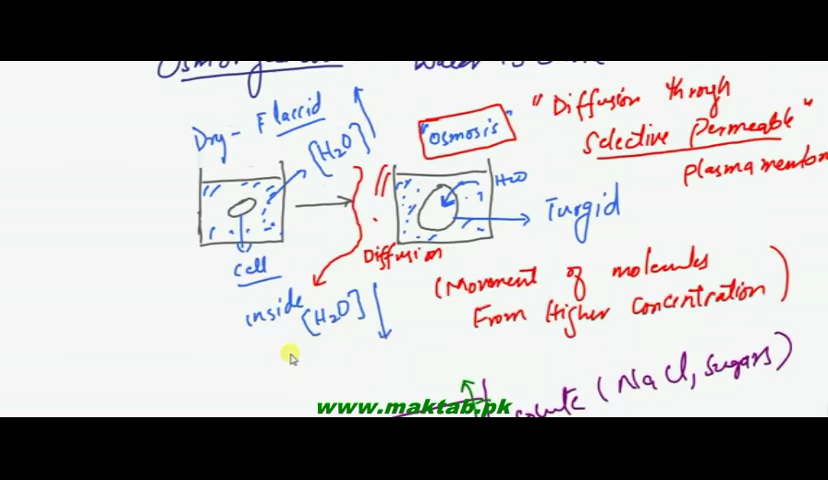 Dry - Flaccid
[H2O]
"Osmosis"
"Diffusion through
Selective Permeable"
plasma membran
H2O
Turgid
cell
Diffusion
inside [H2O]
(Movement of molecules
From Higher concentration)
(NaCl, sugars)
www.maktab.pk